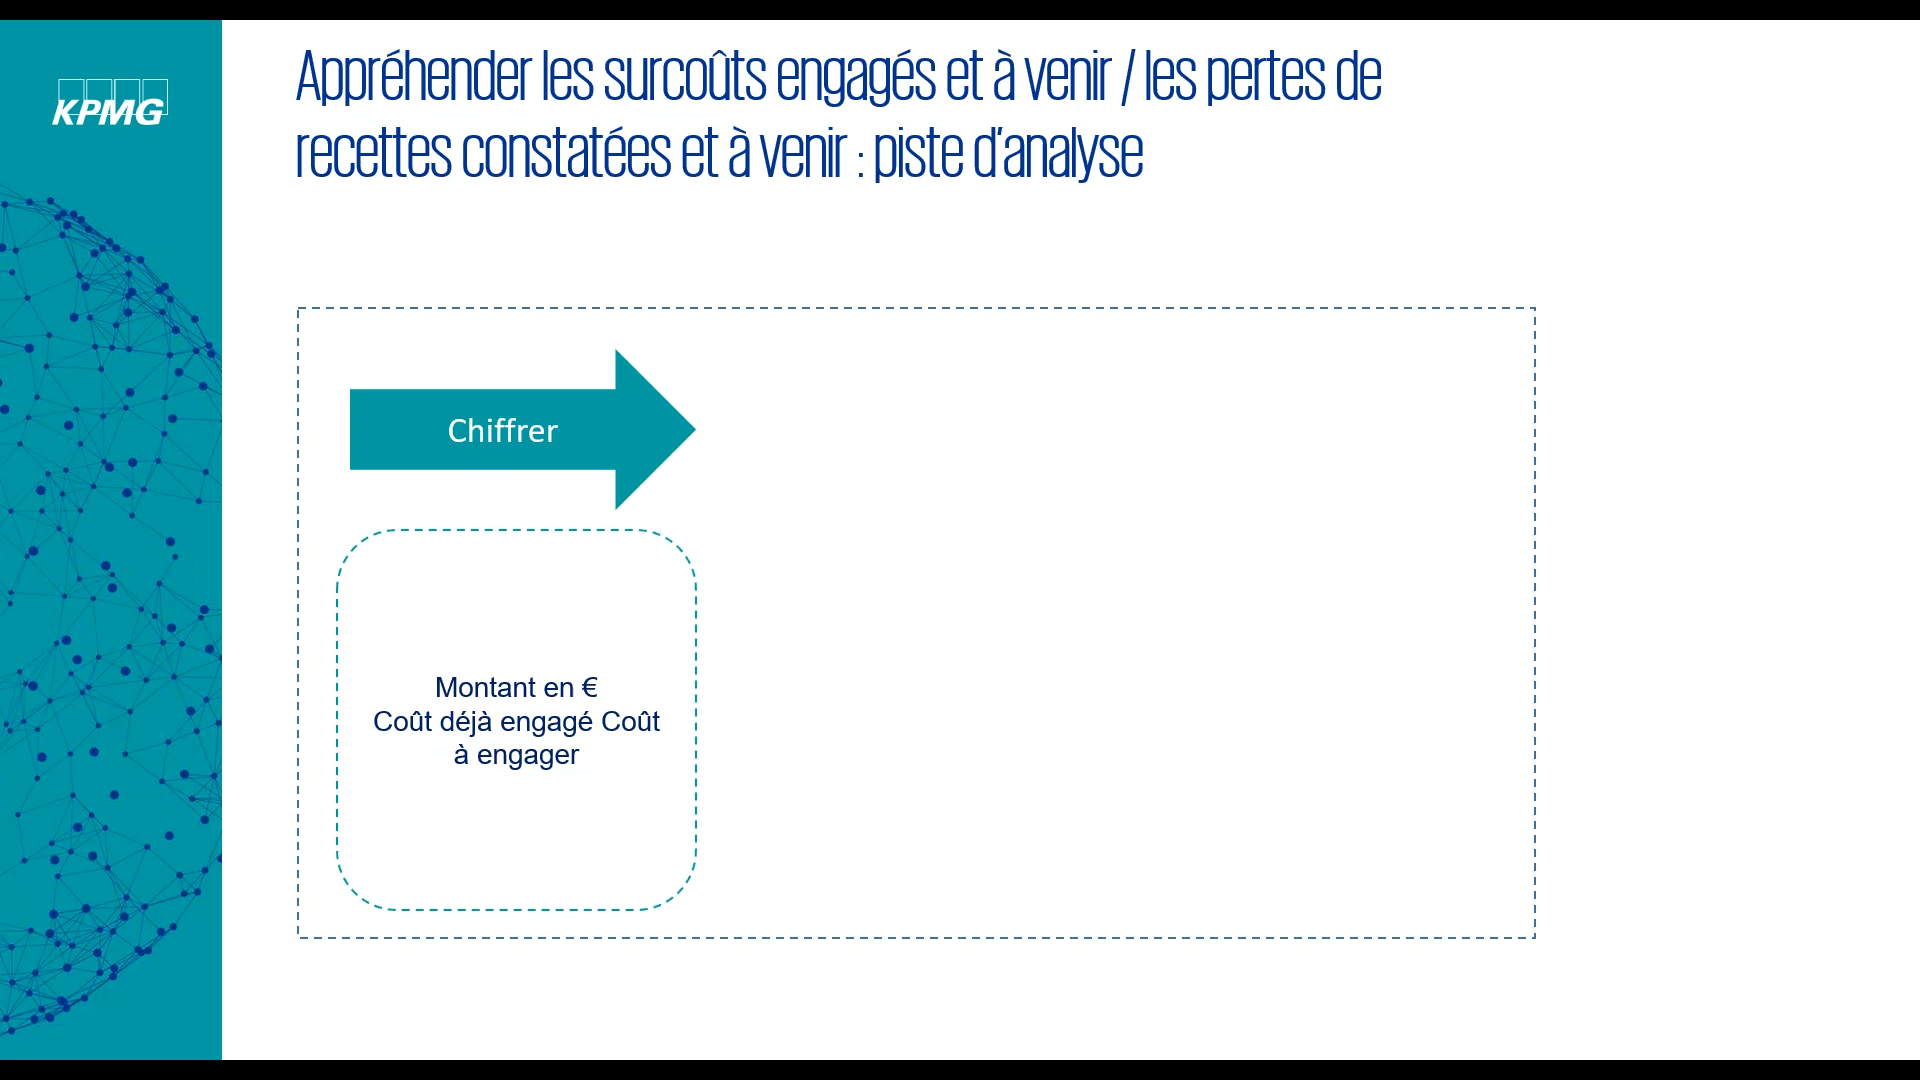 KPMG
Appréhender les surcoûts engagés et à venir / les pertes de
recettes constatées et à venir : piste d’analyse
Chiffrer
Montant en €
Coût déjà engagé Coût
à engager